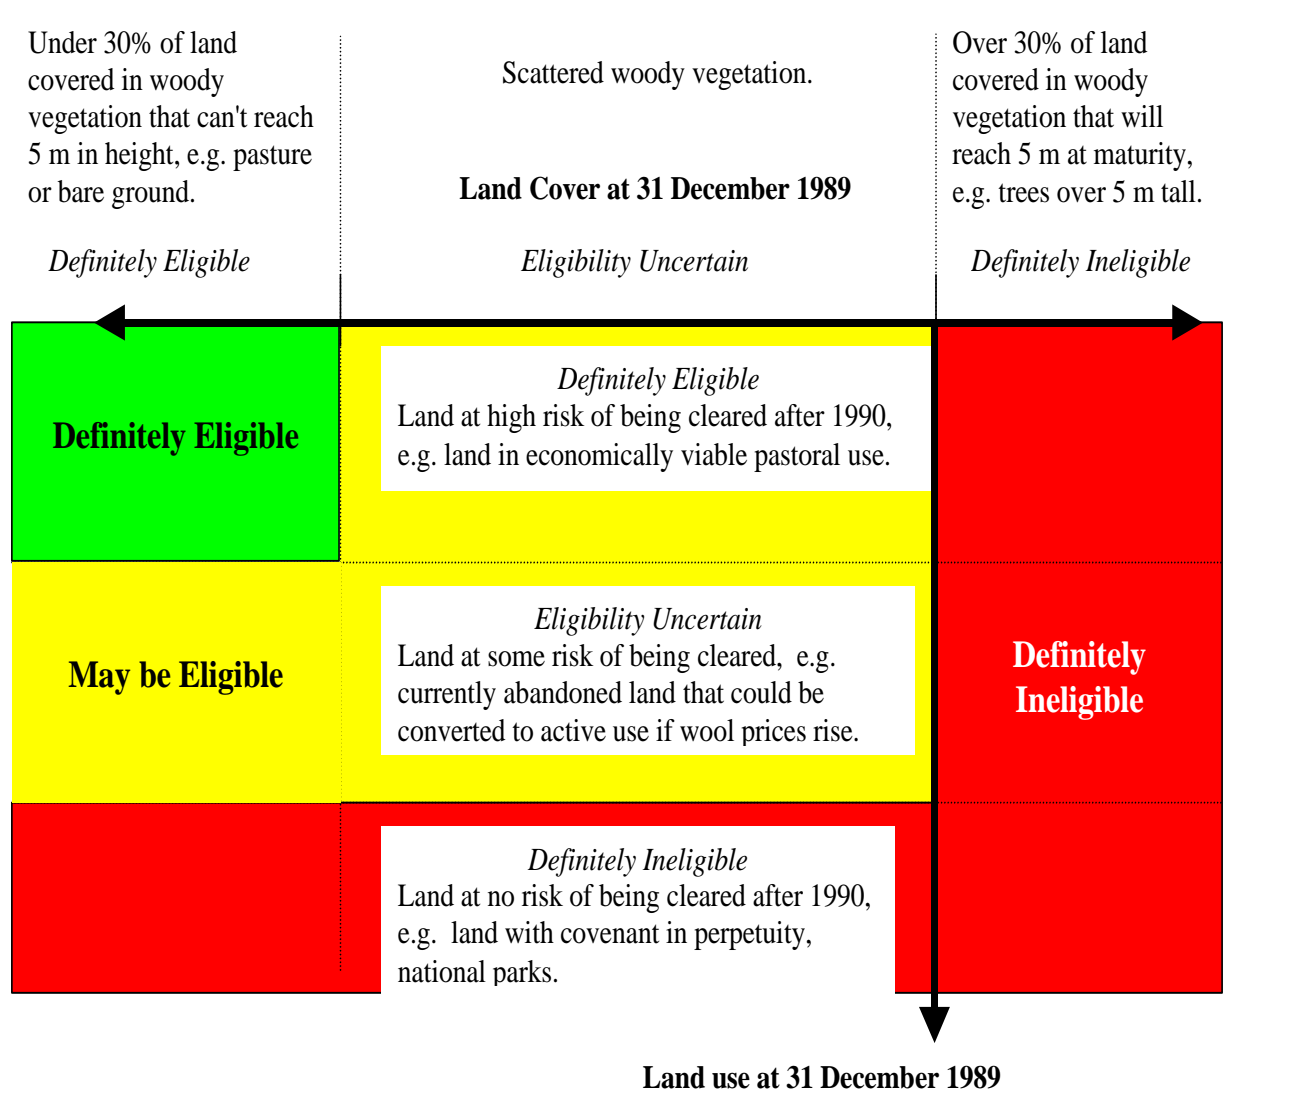 Under 30% of land
covered in woody
vegetation that can't reach
5 m in height, e.g. pasture
or bare ground.
Definitely Eligible
Scattered woody vegetation.
Land Cover at 31 December 1989
Eligibility Uncertain
Over 30% of land
covered in woody
vegetation that will
reach 5 m at maturity,
e.g. trees over 5 m tall.
Definitely Ineligible
Definitely Eligible
Definitely Eligible
Land at high risk of being cleared after 1990,
e.g. land in economically viable pastoral use.
May be Eligible
Eligibility Uncertain
Land at some risk of being cleared, e.g.
currently abandoned land that could be
converted to active use if wool prices rise.
Definitely
Ineligible
Definitely Ineligible
Land at no risk of being cleared after 1990,
e.g. land with covenant in perpetuity,
national parks.
Land use at 31 December 1989